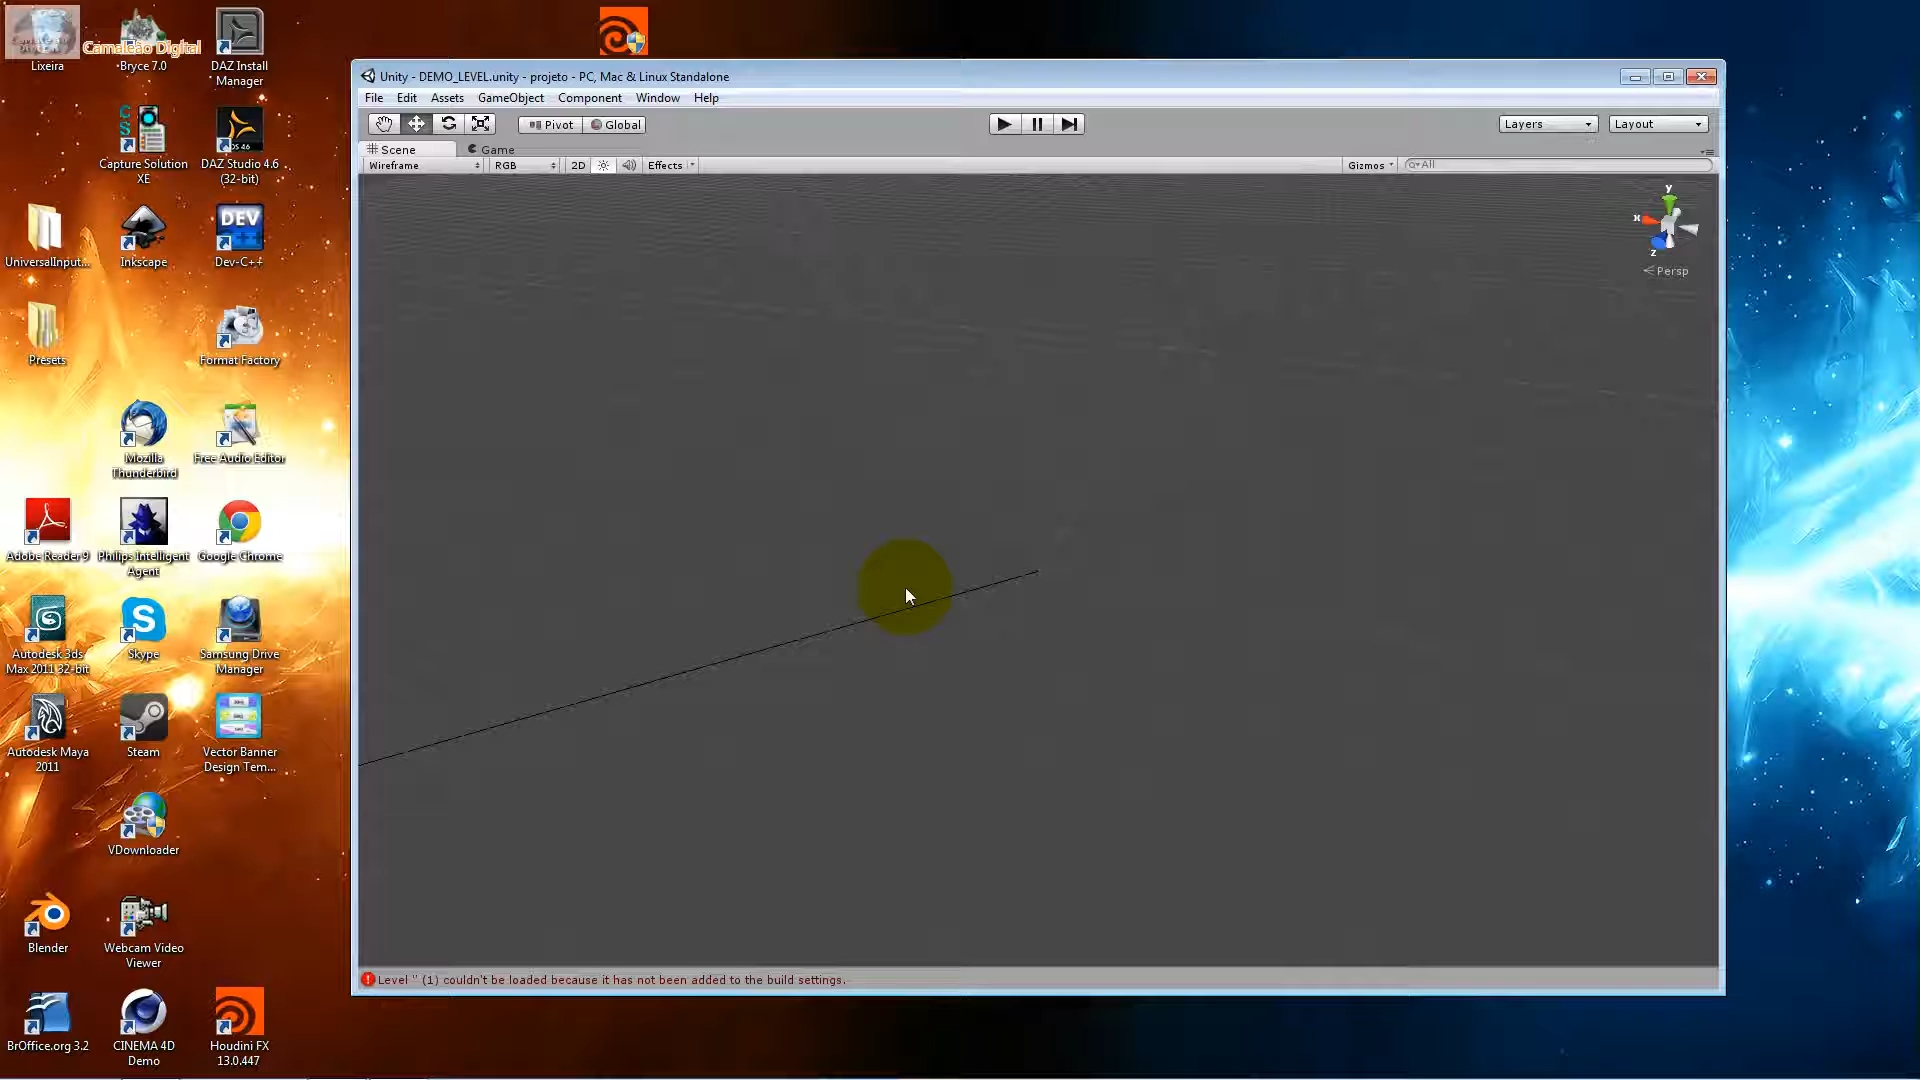 Camaleão Digital
Lixeira
Bryce 7.0
DAZ Install
Manager
Capture Solution
XE
DAZ Studio 4.6
(32-bit)
UniversalInput...
Inkscape
DEV
Dev-C++
Presets
Format Factory
Mozilla
Thunderbird
Free Audio Editor
Adobe Reader 9
Philips Intelligent
Agent
Google Chrome
Autodesk 3ds
Max 2011 32-bit
Skype
Samsung Drive
Manager
Autodesk Maya
2011
Steam
Vector Banner
Design Tem...
VDownloader
Blender
Webcam Video
Viewer
BrOffice.org 3.2
CINEMA 4D
Demo
Houdini FX
13.0.447
Unity - DEMO_LEVEL.unity - projeto - PC, Mac & Linux Standalone
File Edit Assets GameObject Component Window Help
Pivot Global Layers Layout
Scene Game
Wireframe RGB 2D Effects Gizmos All
y
x
z
Persp
Level '' (1) couldn't be loaded because it has not been added to the build settings.